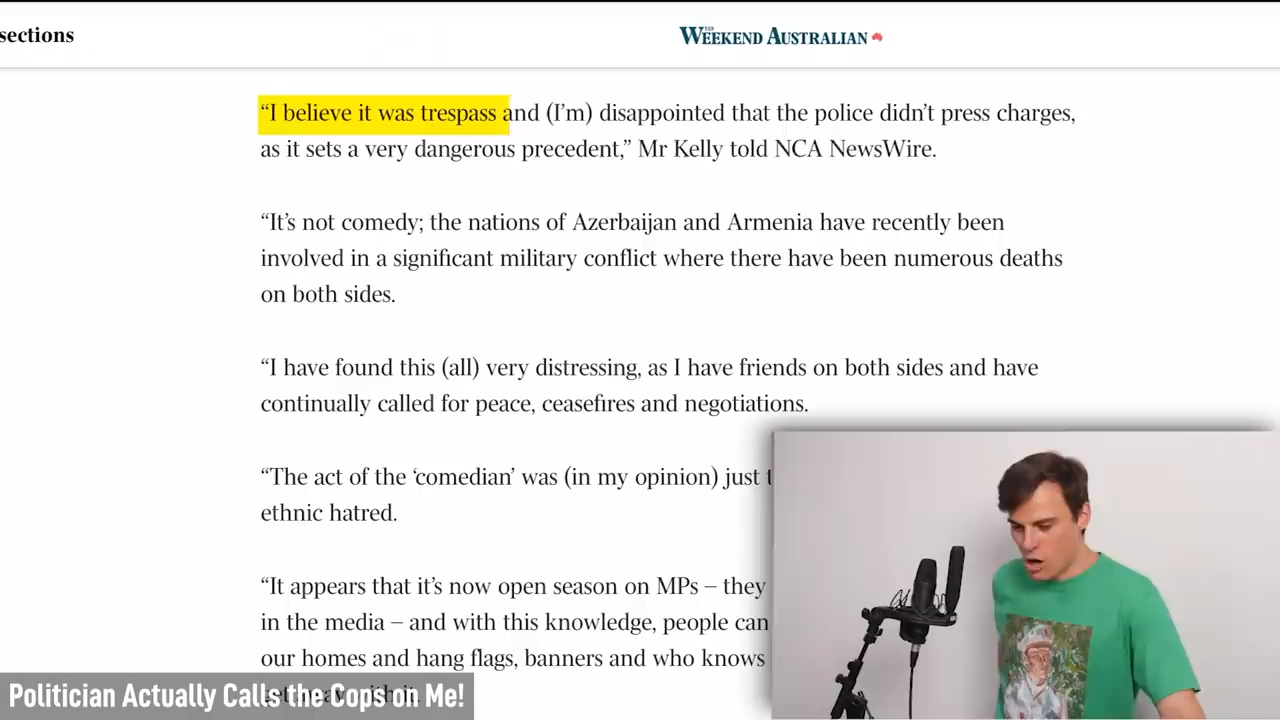 sections
THE WEEKEND AUSTRALIAN
“I believe it was trespass and (I’m) disappointed that the police didn’t press charges,
as it sets a very dangerous precedent,” Mr Kelly told NCA NewsWire.
“It’s not comedy; the nations of Azerbaijan and Armenia have recently been
involved in a significant military conflict where there have been numerous deaths
on both sides.
“I have found this (all) very distressing, as I have friends on both sides and have
continually called for peace, ceasefires and negotiations.
“The act of the ‘comedian’ was (in my opinion) just t
ethnic hatred.
“It appears that it’s now open season on MPs – they
in the media – and with this knowledge, people can
our homes and hang flags, banners and who knows
Politician Actually Calls the Cops on Me!